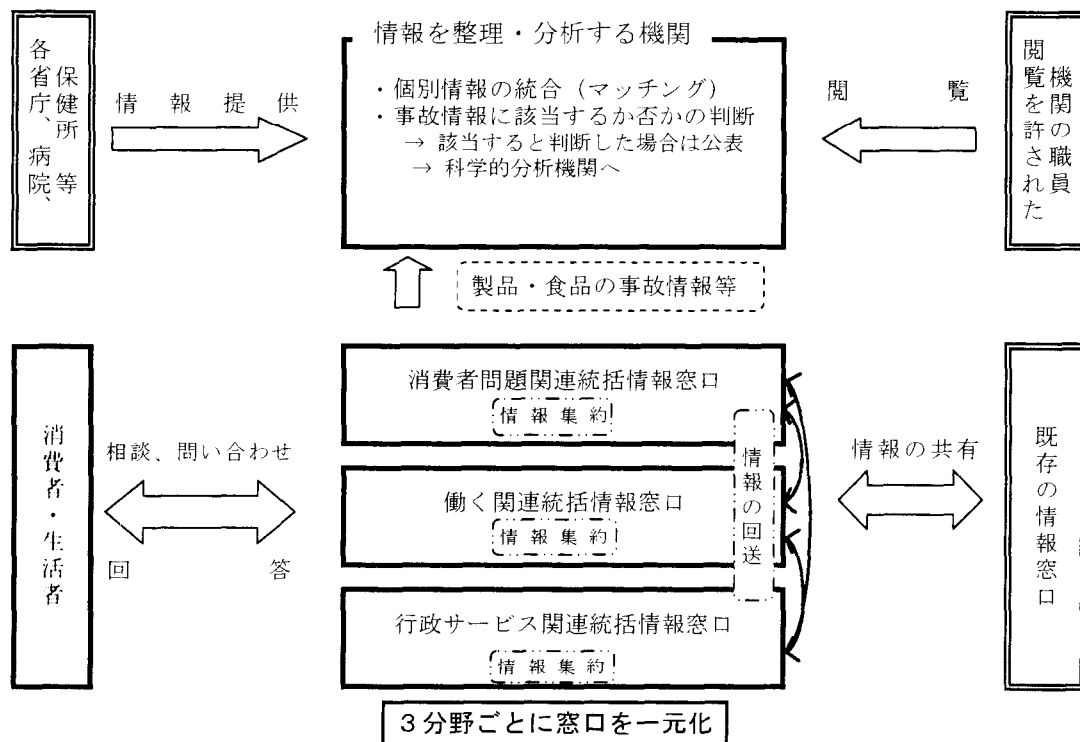 各省庁、病院、
保健所等
情報提供
情報を整理・分析する機関
・個別情報の統合（マッチング）
・事故情報に該当するか否かの判断
→ 該当すると判断した場合は公表
→ 科学的分析機関へ
閲覧
閲覧を許された
機関の職員
製品・食品の事故情報等
消費者・生活者
相談、問い合わせ
回答
消費者問題関連統括情報窓口
情報集約
働く関連統括情報窓口
情報集約
行政サービス関連統括情報窓口
情報集約
情報の回送
情報の共有
既存の情報窓口
３分野ごとに窓口を一元化